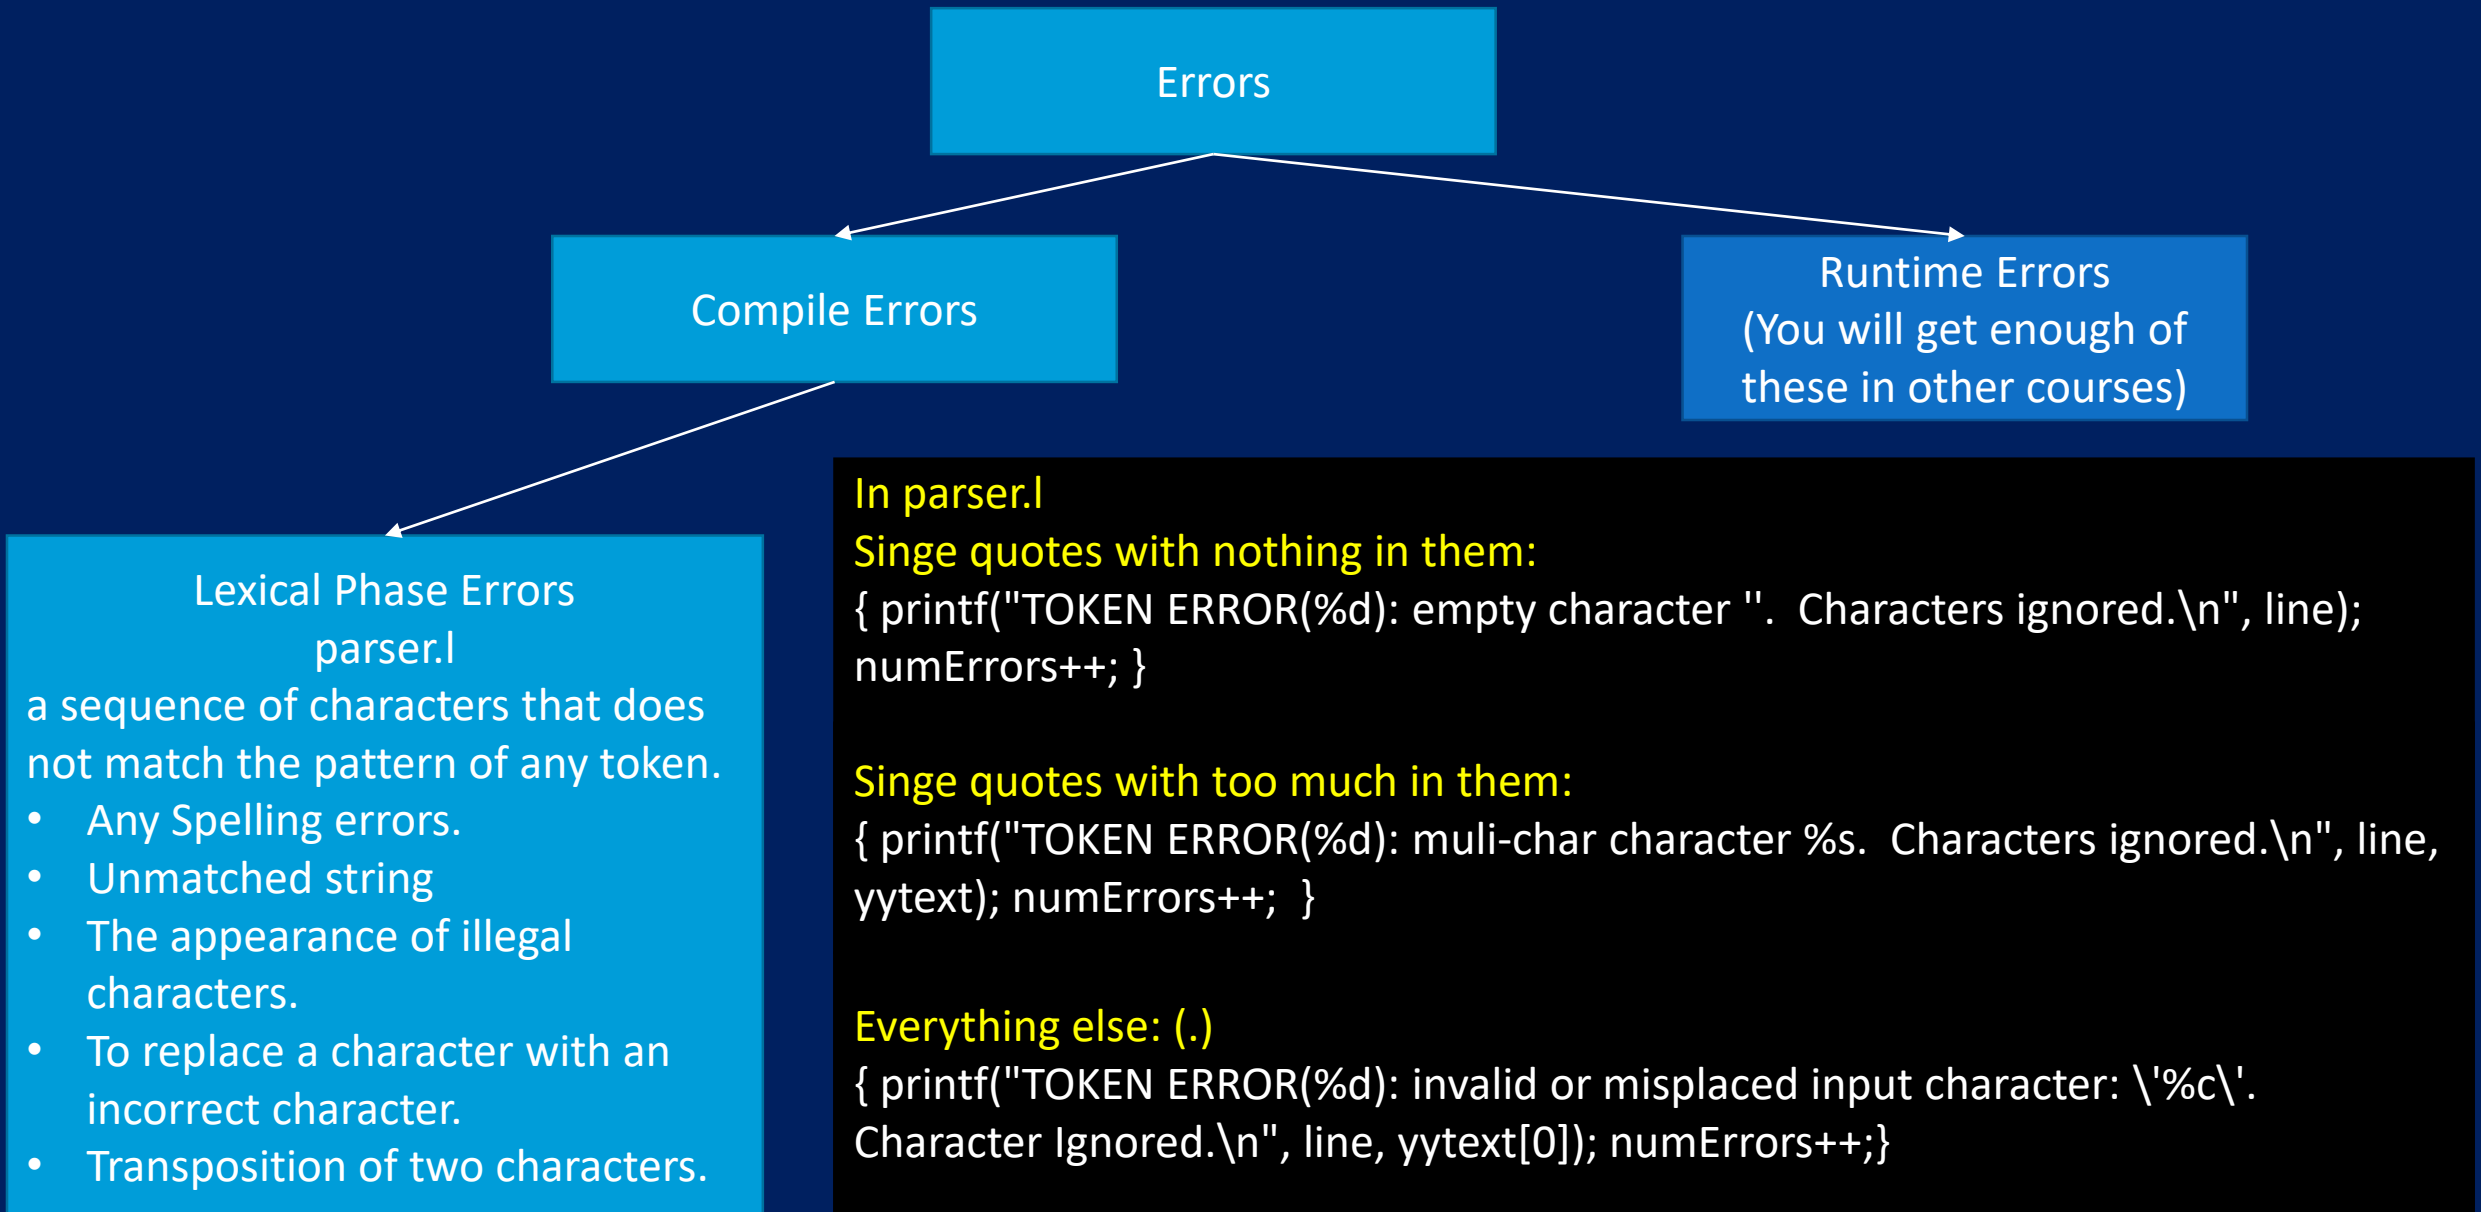 Errors
Compile Errors
Runtime Errors
(You will get enough of
these in other courses)
Lexical Phase Errors
parser.l
a sequence of characters that does
not match the pattern of any token.
• Any Spelling errors.
• Unmatched string
• The appearance of illegal
characters.
• To replace a character with an
incorrect character.
• Transposition of two characters.
In parser.l
Singe quotes with nothing in them:
{ printf("TOKEN ERROR(%d): empty character ''.  Characters ignored.\n", line);
numErrors++; }
Singe quotes with too much in them:
{ printf("TOKEN ERROR(%d): muli-char character %s.  Characters ignored.\n", line,
yytext); numErrors++;  }
Everything else: (.)
{ printf("TOKEN ERROR(%d): invalid or misplaced input character: \'%c\'.
Character Ignored.\n", line, yytext[0]); numErrors++;}